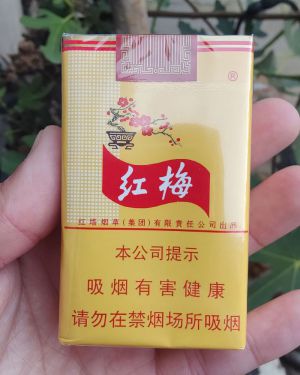 ®
红梅
红塔烟草(集团)有限责任公司出品
本公司提示
吸烟有害健康
请勿在禁烟场所吸烟